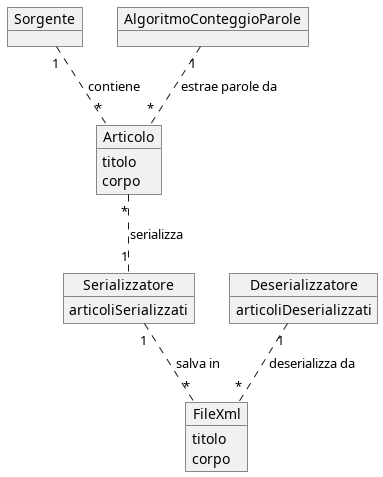 Sorgente
AlgoritmoConteggioParole
1
1
contiene
estrae parole da
*
*
Articolo
titolo
corpo
*
serializza
1
Serializzatore
articoliSerializzati
Deserializzatore
articoliDeserializzati
1
1
salva in
deserializza da
*
*
FileXml
titolo
corpo